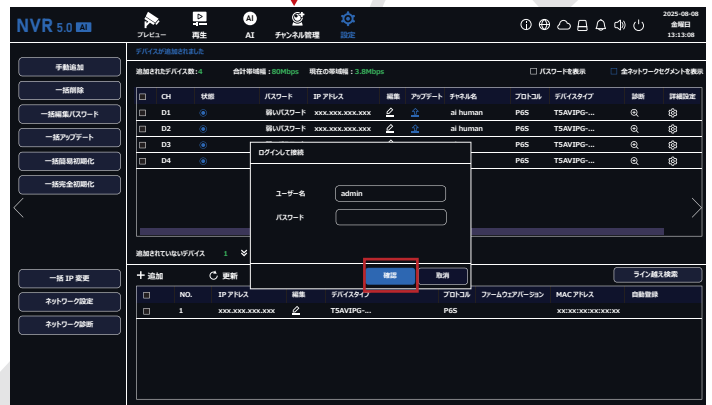 NVR 5.0 AI
プレビュー 再生 AI AI チャンネル管理 設定
2025-08-08
金曜日
13:13:08
デバイスが追加されました
手動追加
一括削除
一括編集パスワード
一括アップデート
一括簡易初期化
一括完全初期化
一括 IP 変更
ネットワーク設定
ネットワーク診断
追加されたデバイス数:4 合計帯域幅:80Mbps 現在の帯域幅:3.8Mbps パスワードを表示 全ネットワークセグメントを表示
CH 状態 パスワード IP アドレス 編集 アップデート チャネル名 プロトコル デバイスタイプ 診断 詳細設定
D1 弱いパスワード xxx.xxx.xxx.xxx ai human P6S TSAVIPG-...
D2 弱いパスワード xxx.xxx.xxx.xxx ai human P6S TSAVIPG-...
D3 P6S TSAVIPG-...
D4 P6S TSAVIPG-...
ログインして接続
ユーザー名 admin
パスワード
確認 取消
追加されていないデバイス 1
追加 更新 ライン越え検索
NO. IP アドレス 編集 デバイスタイプ プロトコル ファームウェアバージョン MAC アドレス 自動登録
1 xxx.xxx.xxx.xxx TSAVIPG-... P6S xx:xx:xx:xx:xx:xx